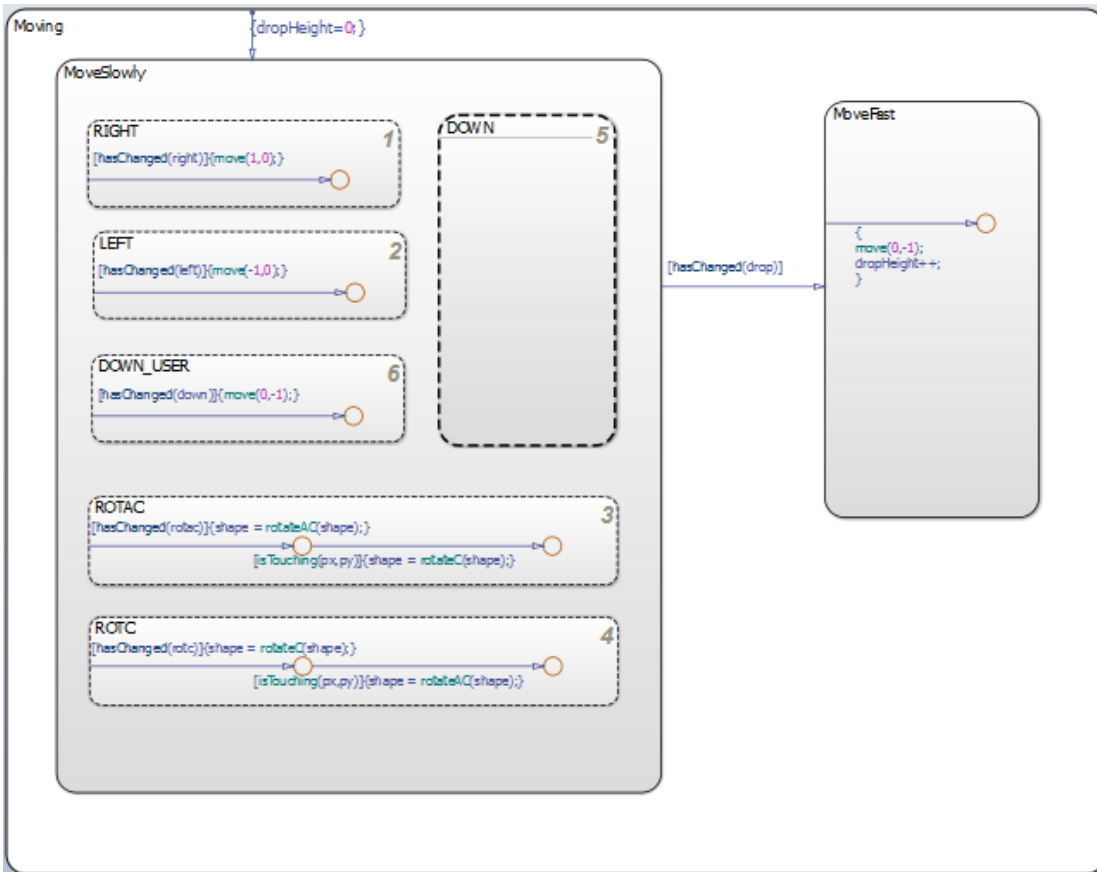 Moving
{dropHeight=0;}
MoveSlowly
RIGHT
1
[hasChanged(right)]{move(1,0);}
LEFT
2
[hasChanged(left)]{move(-1,0);}
DOWN_USER
6
[hasChanged(down)]{move(0,-1);}
DOWN
5
ROTAC
3
[hasChanged(rotac)]{shape = rotateAC(shape);}
[isTouching(px,py)]{shape = rotateC(shape);}
ROTC
4
[hasChanged(rotc)]{shape = rotateC(shape);}
[isTouching(px,py)]{shape = rotateAC(shape);}
[hasChanged(drop)]
MoveFast
{
move(0,-1);
dropHeight++;
}